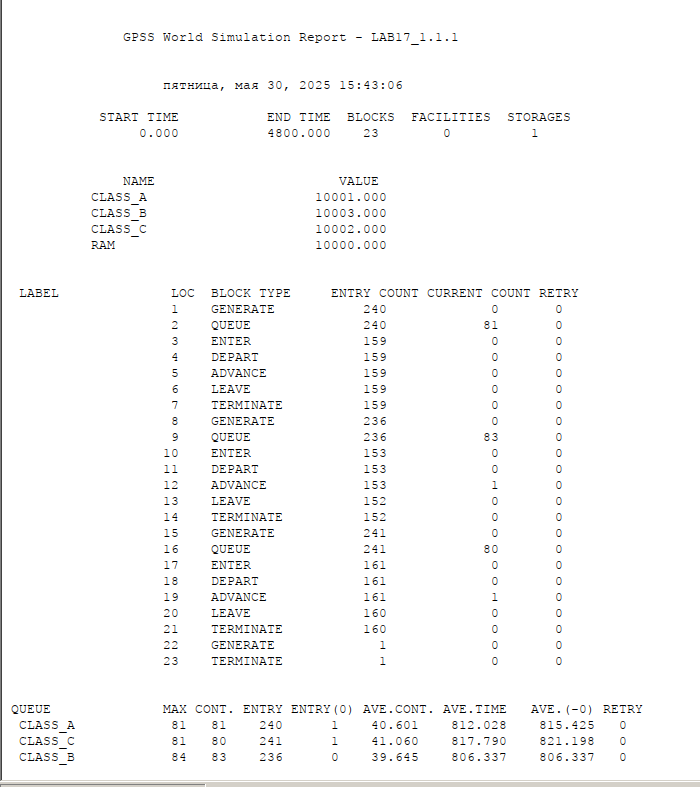 GPSS World Simulation Report - LAB17_1.1.1
пятница, мая 30, 2025 15:43:06
START TIME END TIME BLOCKS FACILITIES STORAGES
0.000 4800.000 23 0 1
NAME VALUE
CLASS_A 10001.000
CLASS_B 10003.000
CLASS_C 10002.000
RAM 10000.000
LABEL LOC BLOCK TYPE ENTRY COUNT CURRENT COUNT RETRY
1 GENERATE 240 0 0
2 QUEUE 240 81 0
3 ENTER 159 0 0
4 DEPART 159 0 0
5 ADVANCE 159 0 0
6 LEAVE 159 0 0
7 TERMINATE 159 0 0
8 GENERATE 236 0 0
9 QUEUE 236 83 0
10 ENTER 153 0 0
11 DEPART 153 0 0
12 ADVANCE 153 1 0
13 LEAVE 152 0 0
14 TERMINATE 152 0 0
15 GENERATE 241 0 0
16 QUEUE 241 80 0
17 ENTER 161 0 0
18 DEPART 161 0 0
19 ADVANCE 161 1 0
20 LEAVE 160 0 0
21 TERMINATE 160 0 0
22 GENERATE 1 0 0
23 TERMINATE 1 0 0
QUEUE MAX CONT. ENTRY ENTRY(0) AVE.CONT. AVE.TIME AVE.(-0) RETRY
CLASS_A 81 81 240 1 40.601 812.028 815.425 0
CLASS_C 81 80 241 1 41.060 817.790 821.198 0
CLASS_B 84 83 236 0 39.645 806.337 806.337 0